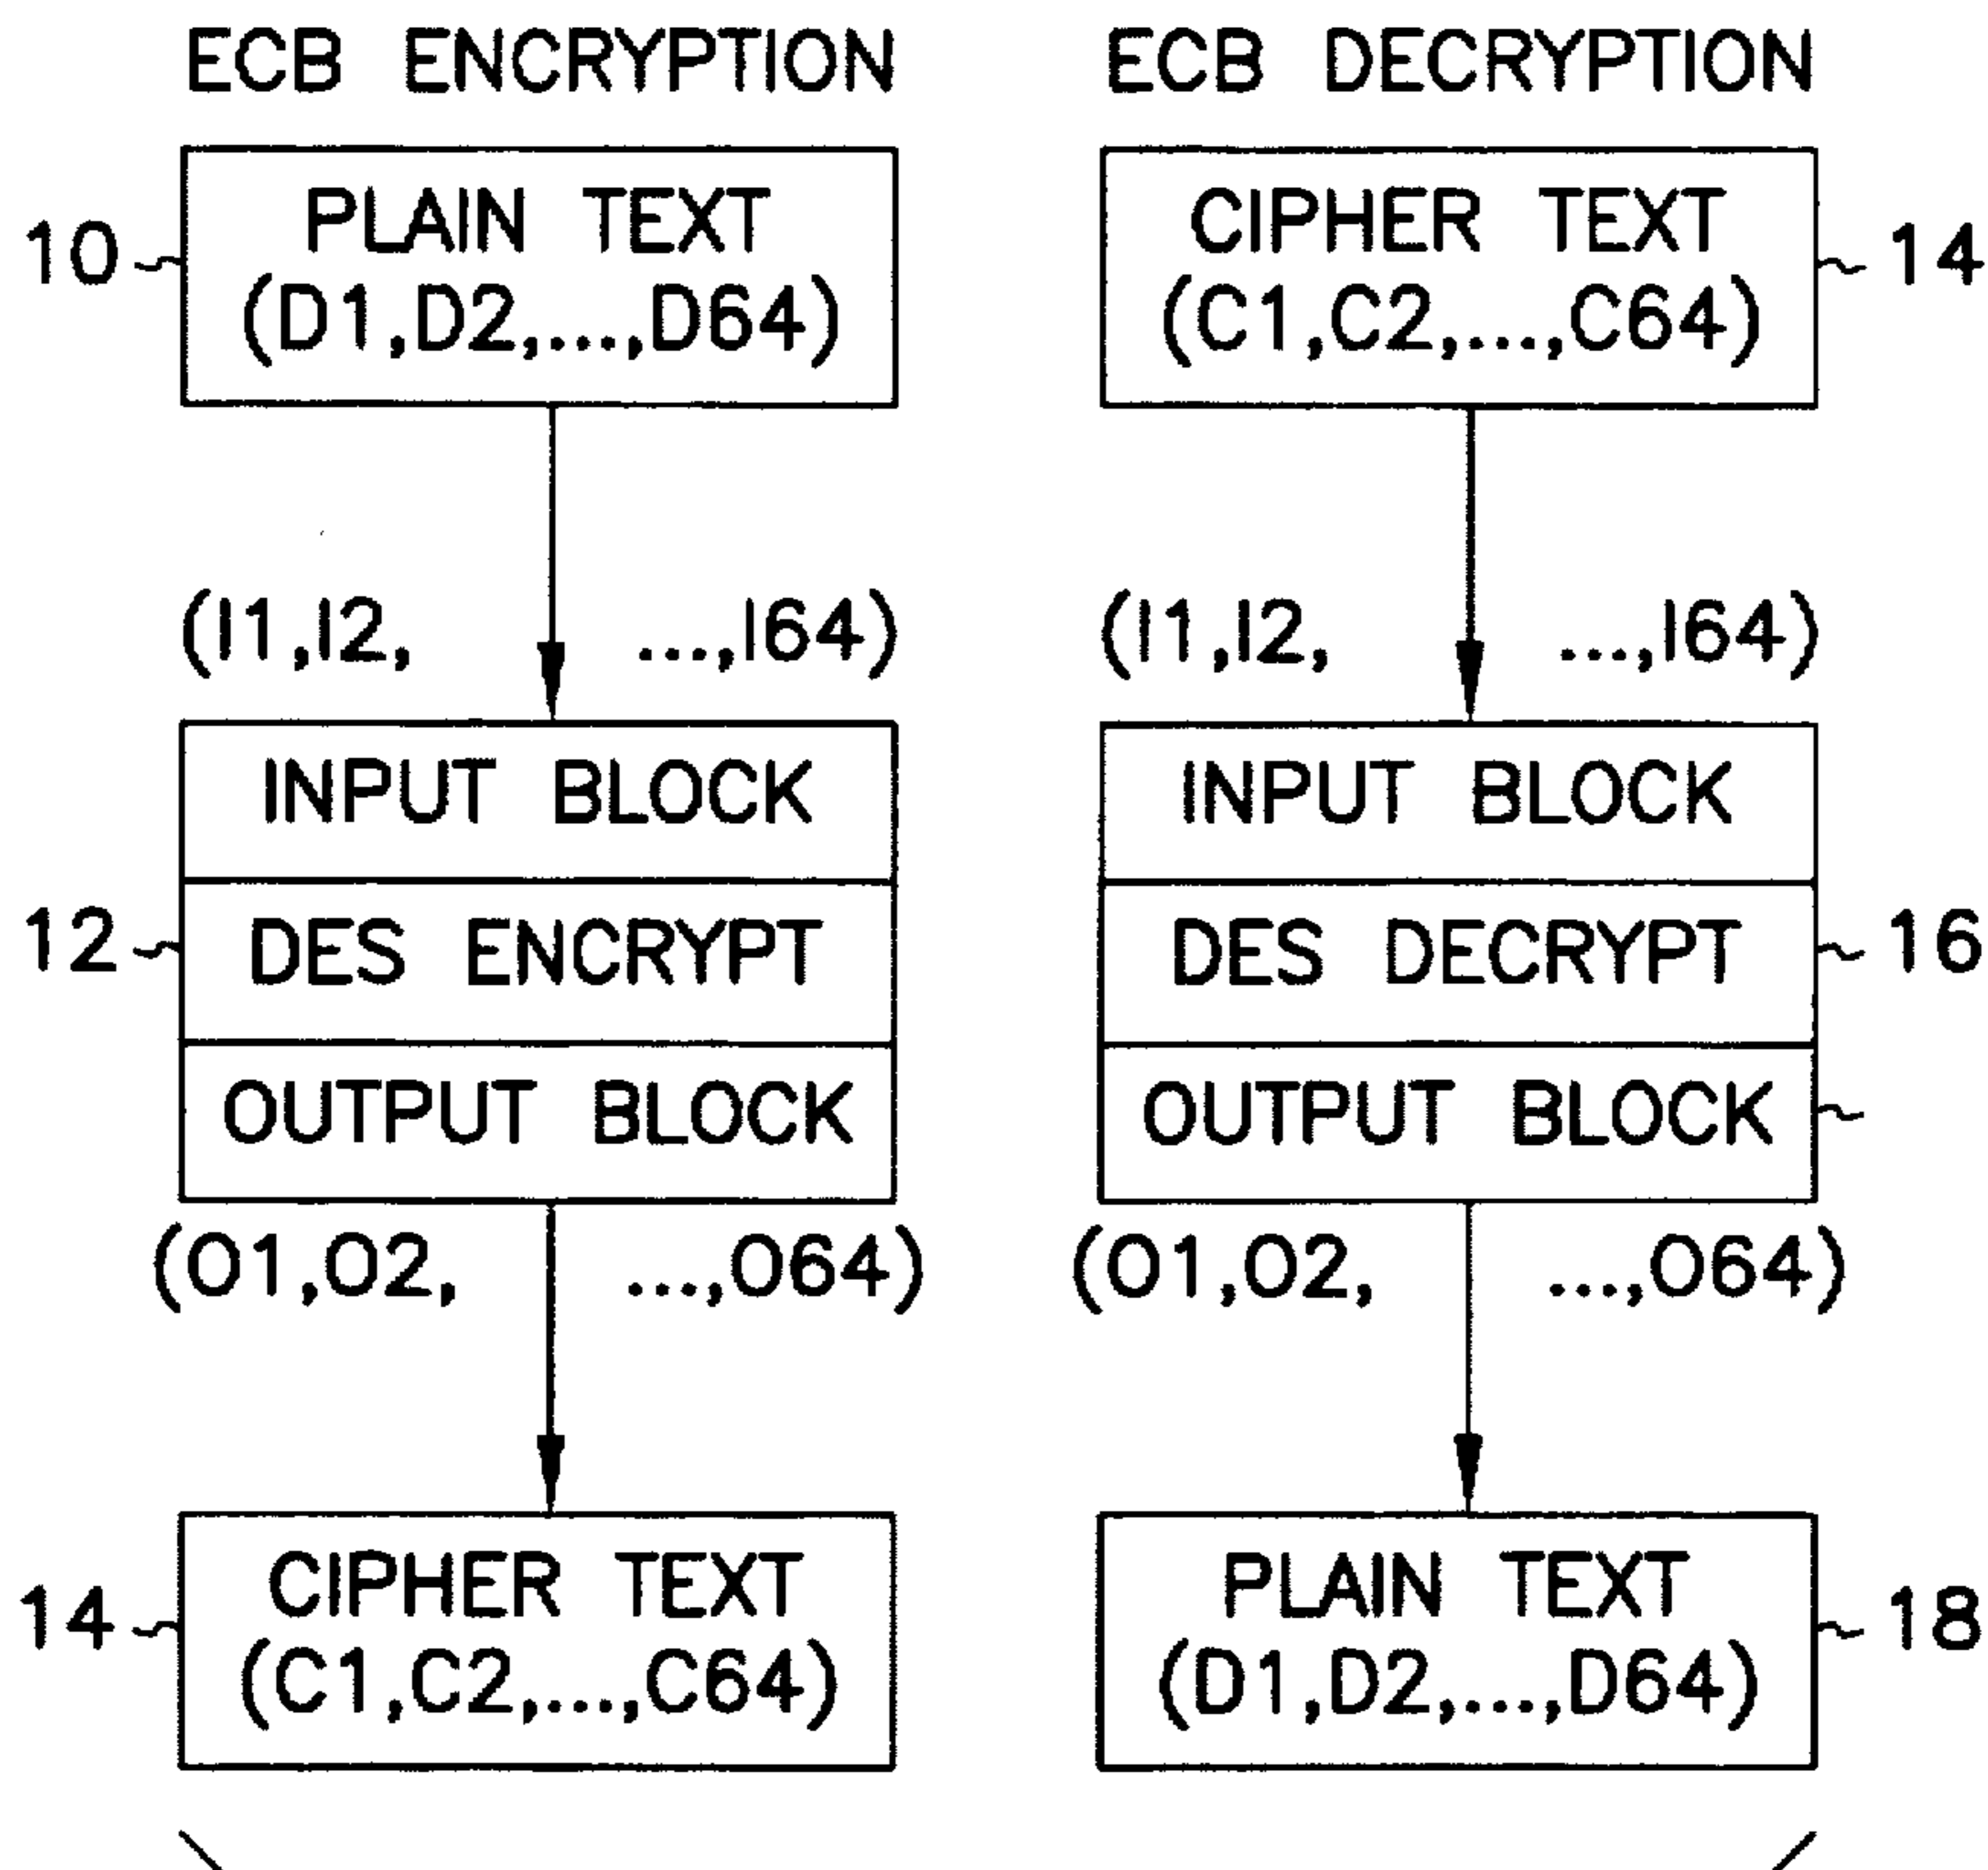 ECB ENCRYPTION
10
PLAIN TEXT
(D1,D2,...,D64)
(I1,I2, ...,I64)
INPUT BLOCK
12
DES ENCRYPT
OUTPUT BLOCK
(O1,O2, ...,O64)
14
CIPHER TEXT
(C1,C2,...,C64)
ECB DECRYPTION
CIPHER TEXT
14
(C1,C2,...,C64)
(I1,I2, ...,I64)
INPUT BLOCK
DES DECRYPT
16
OUTPUT BLOCK
(O1,O2, ...,O64)
PLAIN TEXT
18
(D1,D2,...,D64)